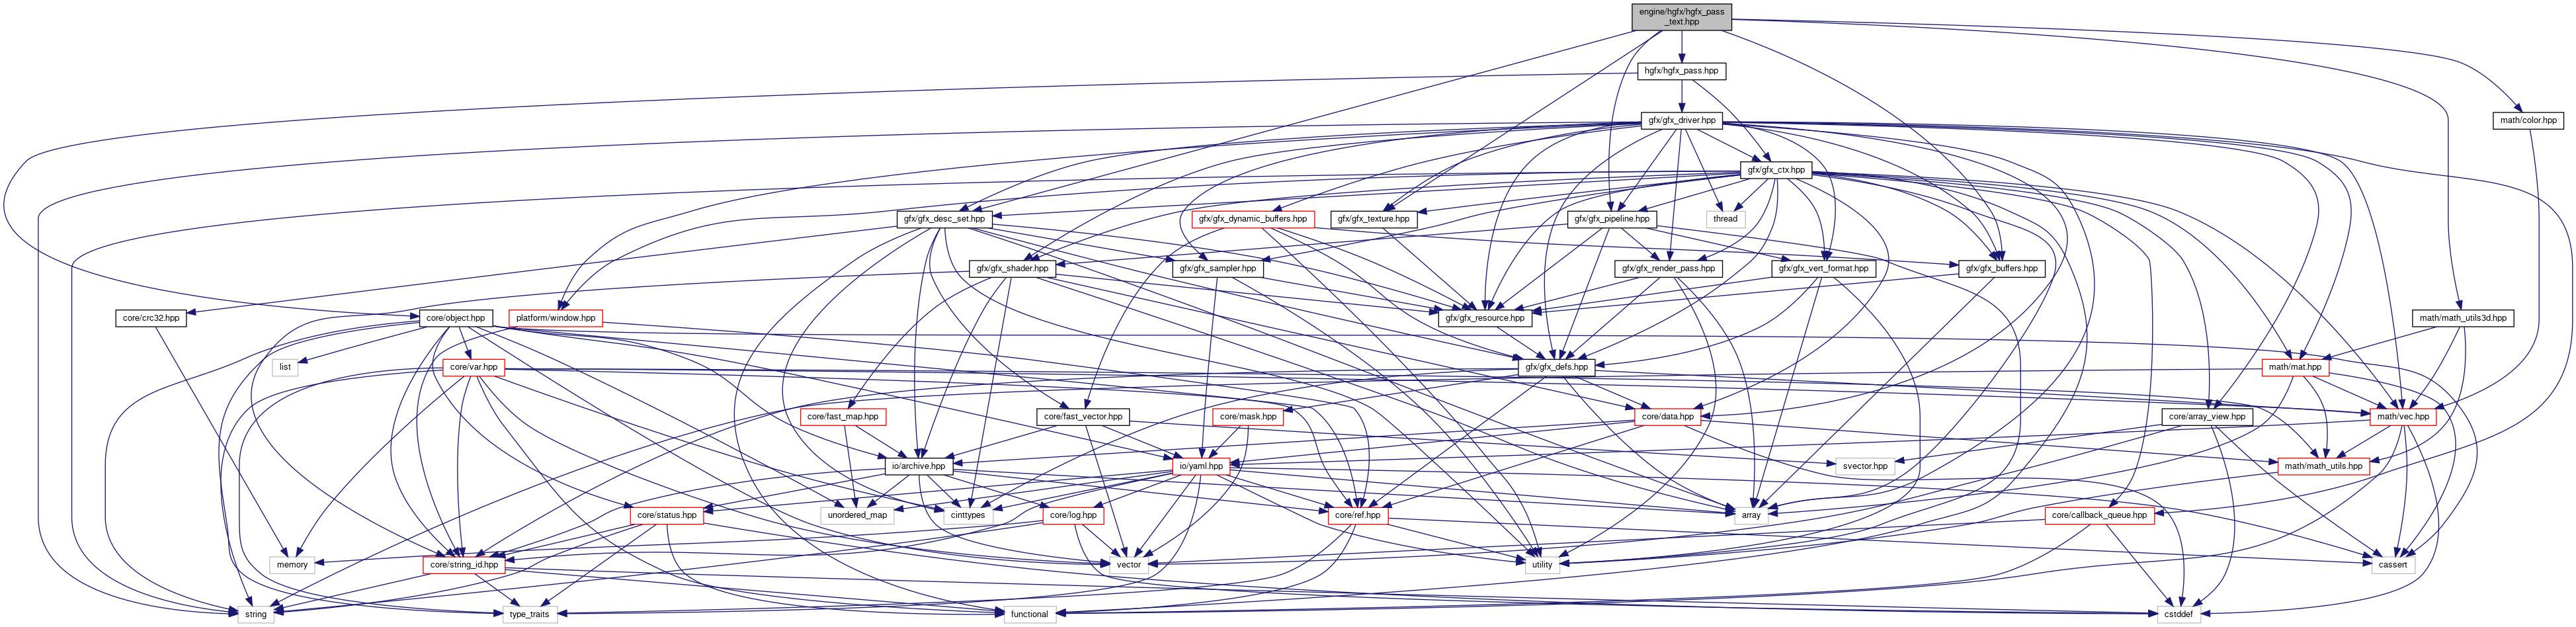 engine/hgfx/hgfx_pass
_text.hpp
hgfx/hgfx_pass.hpp
gfx/gfx_driver.hpp
math/color.hpp
gfx/gfx_ctx.hpp
gfx/gfx_desc_set.hpp
gfx/gfx_dynamic_buffers.hpp
gfx/gfx_texture.hpp
gfx/gfx_pipeline.hpp
thread
gfx/gfx_shader.hpp
gfx/gfx_sampler.hpp
gfx/gfx_render_pass.hpp
gfx/gfx_vert_format.hpp
gfx/gfx_buffers.hpp
core/crc32.hpp
core/object.hpp
platform/window.hpp
gfx/gfx_resource.hpp
math/math_utils3d.hpp
list
core/var.hpp
gfx/gfx_defs.hpp
math/mat.hpp
core/fast_map.hpp
core/fast_vector.hpp
core/mask.hpp
core/data.hpp
core/array_view.hpp
math/vec.hpp
io/archive.hpp
io/yaml.hpp
svector.hpp
math/math_utils.hpp
core/status.hpp
unordered_map
cinttypes
core/log.hpp
core/ref.hpp
array
core/callback_queue.hpp
memory
core/string_id.hpp
vector
utility
cassert
string
type_traits
functional
cstddef